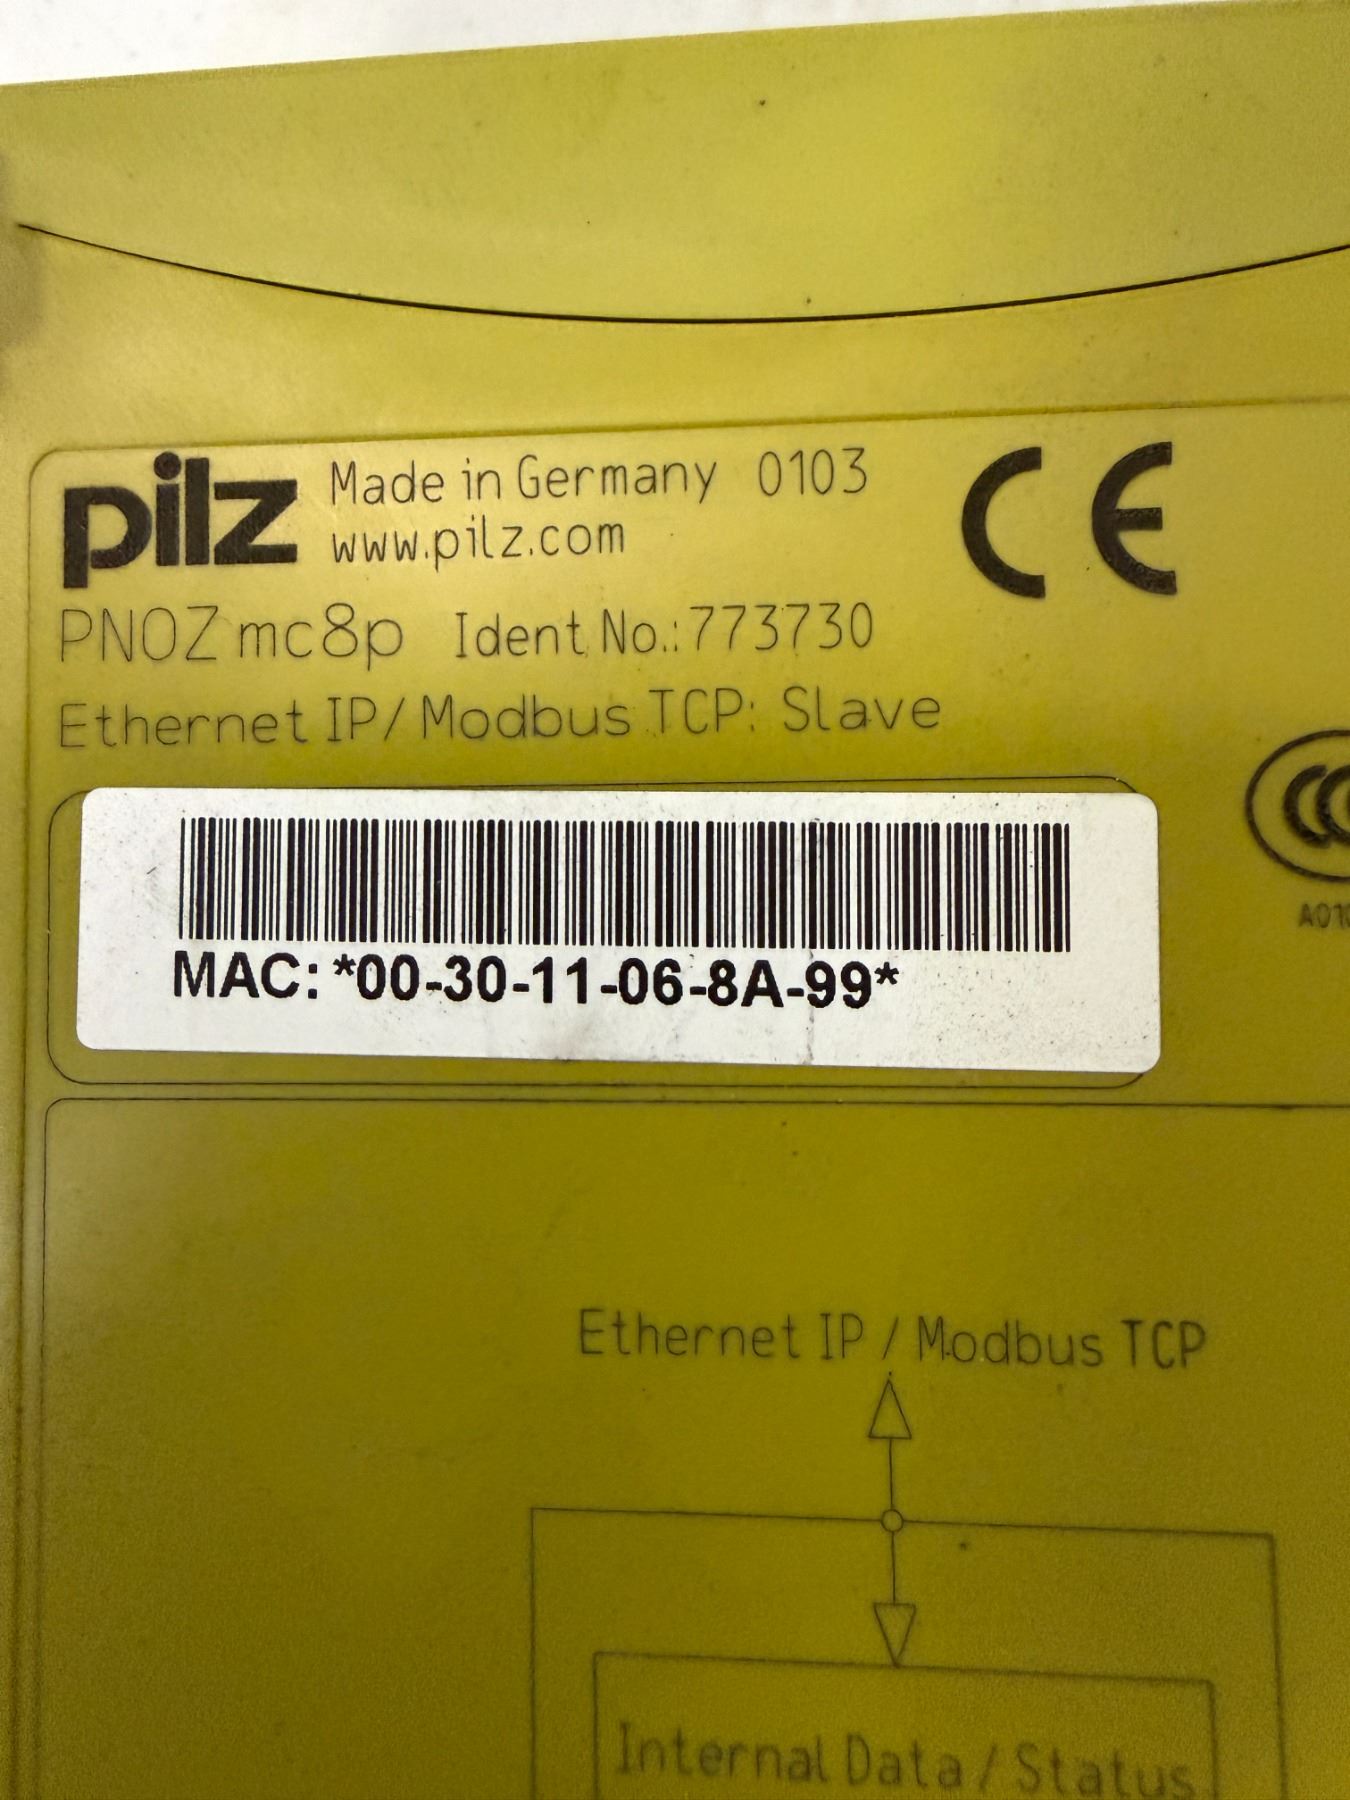 pilz Made in Germany 0103 CE
www.pilz.com
PNOZ mc8p Ident No.:773730
Ethernet IP/ Modbus TCP: Slave
MAC: *00-30-11-06-8A-99*
Ethernet IP / Modbus TCP
Internal Data / Status